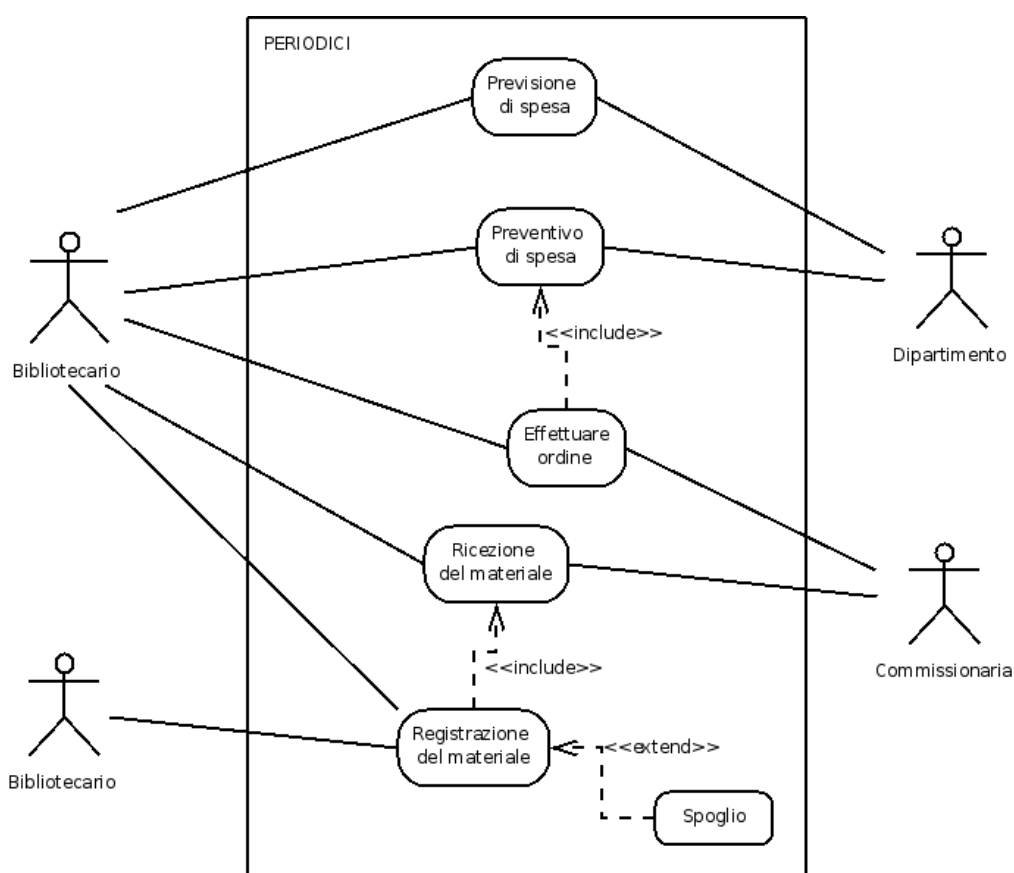 PERIODICI
Previsione
di spesa
Preventivo
di spesa
<<include>>
Bibliotecario
Dipartimento
Effettuare
ordine
Ricezione
del materiale
<<include>>
Commissionaria
Registrazione
del materiale
<<extend>>
Bibliotecario
Spoglio